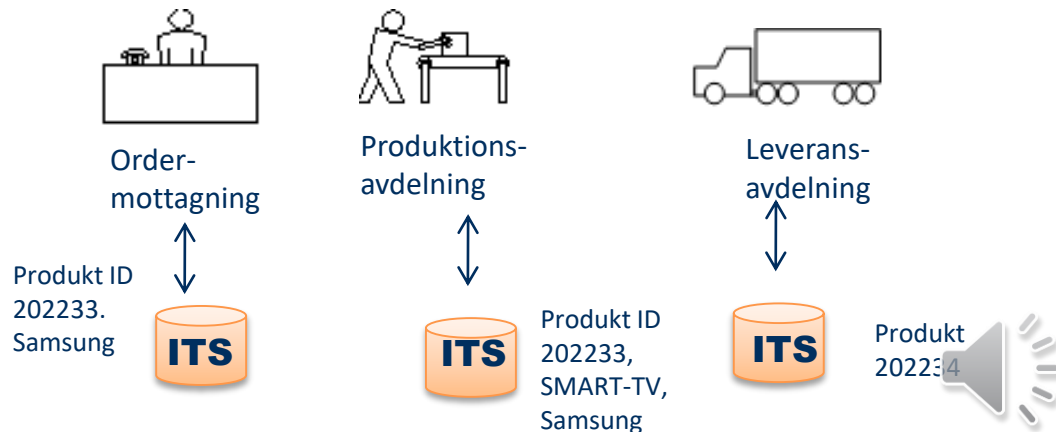 Order-
mottagning
Produktions-
avdelning
Leverans-
avdelning
Produkt ID
202233.
Samsung
ITS
ITS
Produkt ID
202233,
SMART-TV,
Samsung
ITS
Produkt
202234